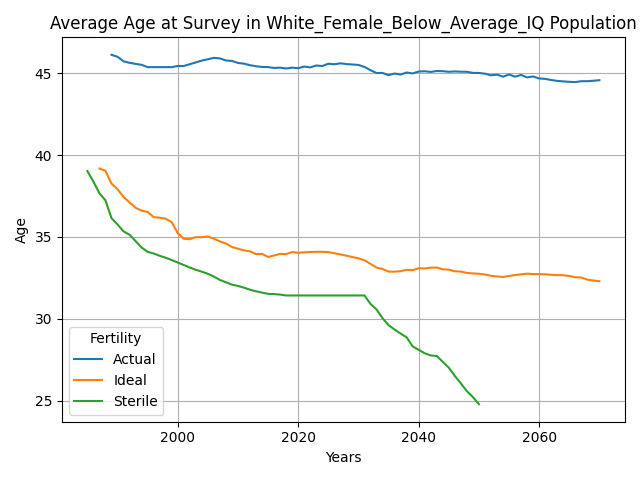 Average Age at Survey in White_Female_Below_Average_IQ Population
45
40
35
30
25
Age
Fertility
Actual
Ideal
Sterile
2000
2020
2040
2060
Years